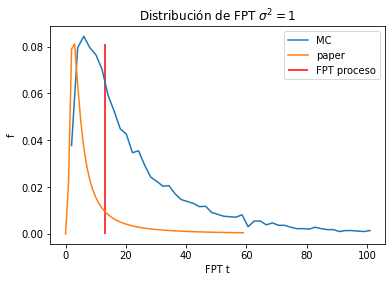 Distribución de FPT σ² = 1
MC
paper
FPT proceso
f
0.08
0.06
0.04
0.02
0.00
0 20 40 60 80 100
FPT t